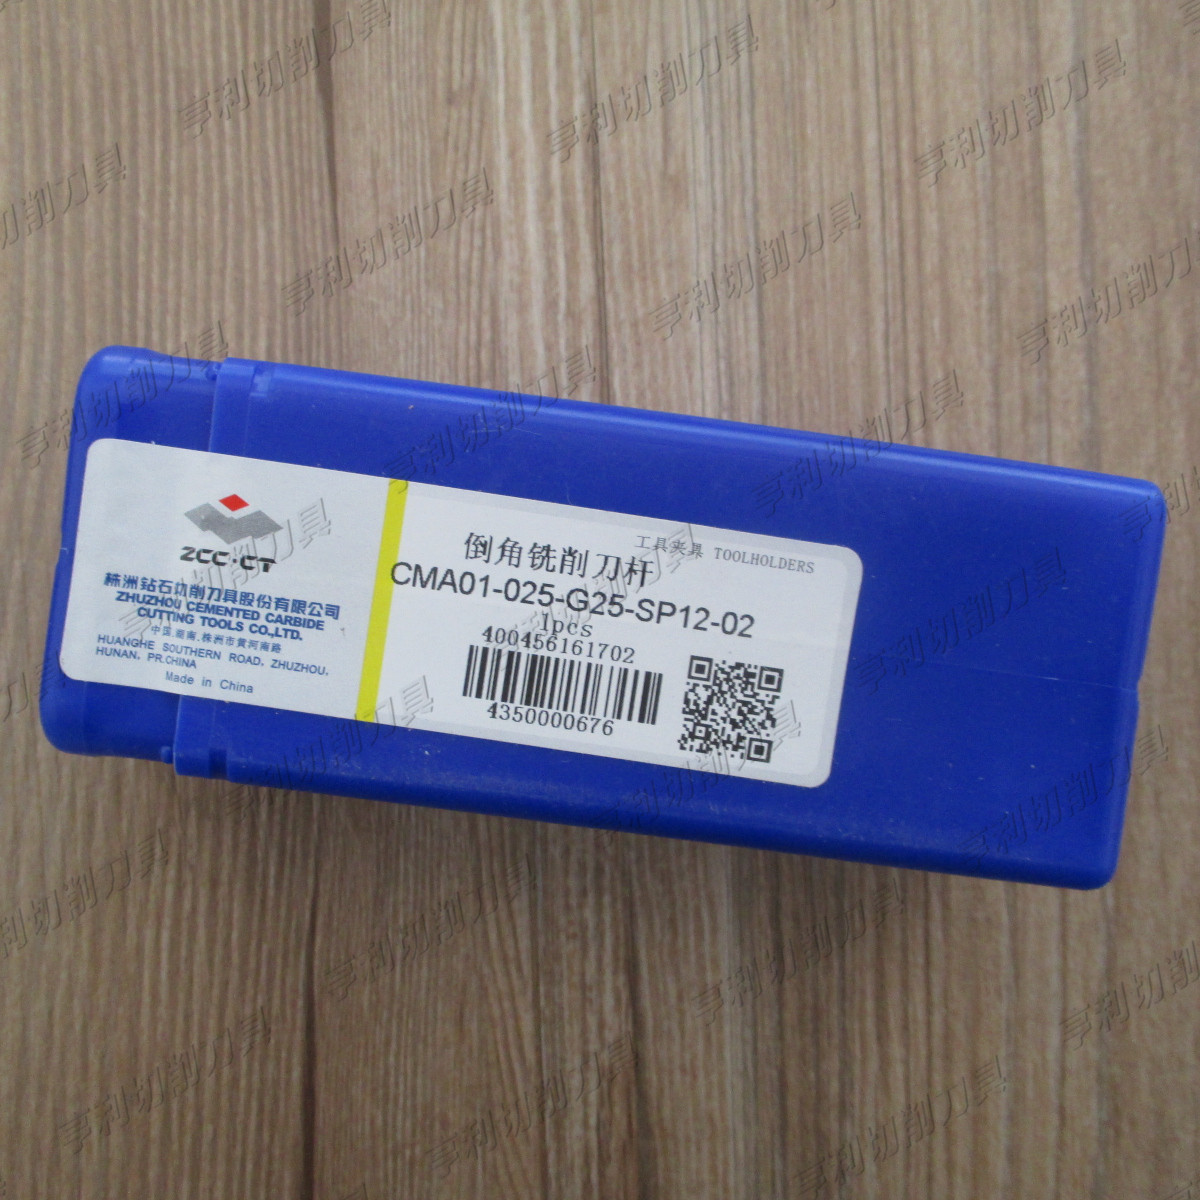 ZCC·CT
株洲钻石切削刀具股份有限公司
ZHUZHOU CEMENTED CARBIDE
CUTTING TOOLS CO.,LTD.
中国.湖南.株洲市黄河南路
HUANGHE SOUTHERN ROAD, ZHUZHOU,
HUNAN, PR.CHINA
Made in China
工具夹具 TOOLHOLDERS
倒角铣削刀杆
CMA01-025-G25-SP12-02
1pcs
400456161702
4350000676
亨利切削刀具